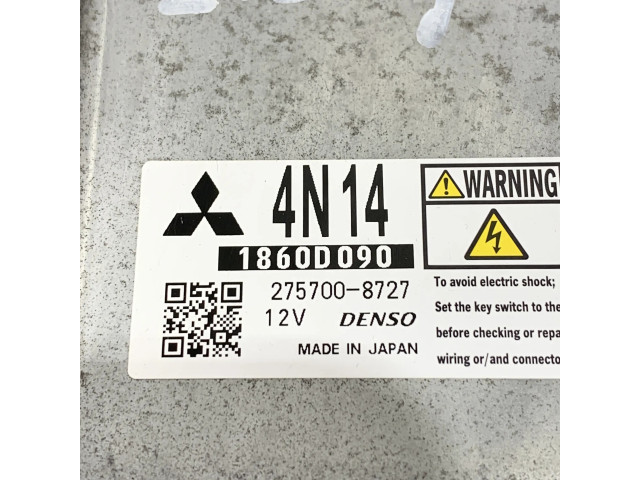 4N14
1860D090
275700-8727
12V DENSO
MADE IN JAPAN
WARNING
To avoid electric shock;
Set the key switch to the
before checking or repa
wiring or/and connecto